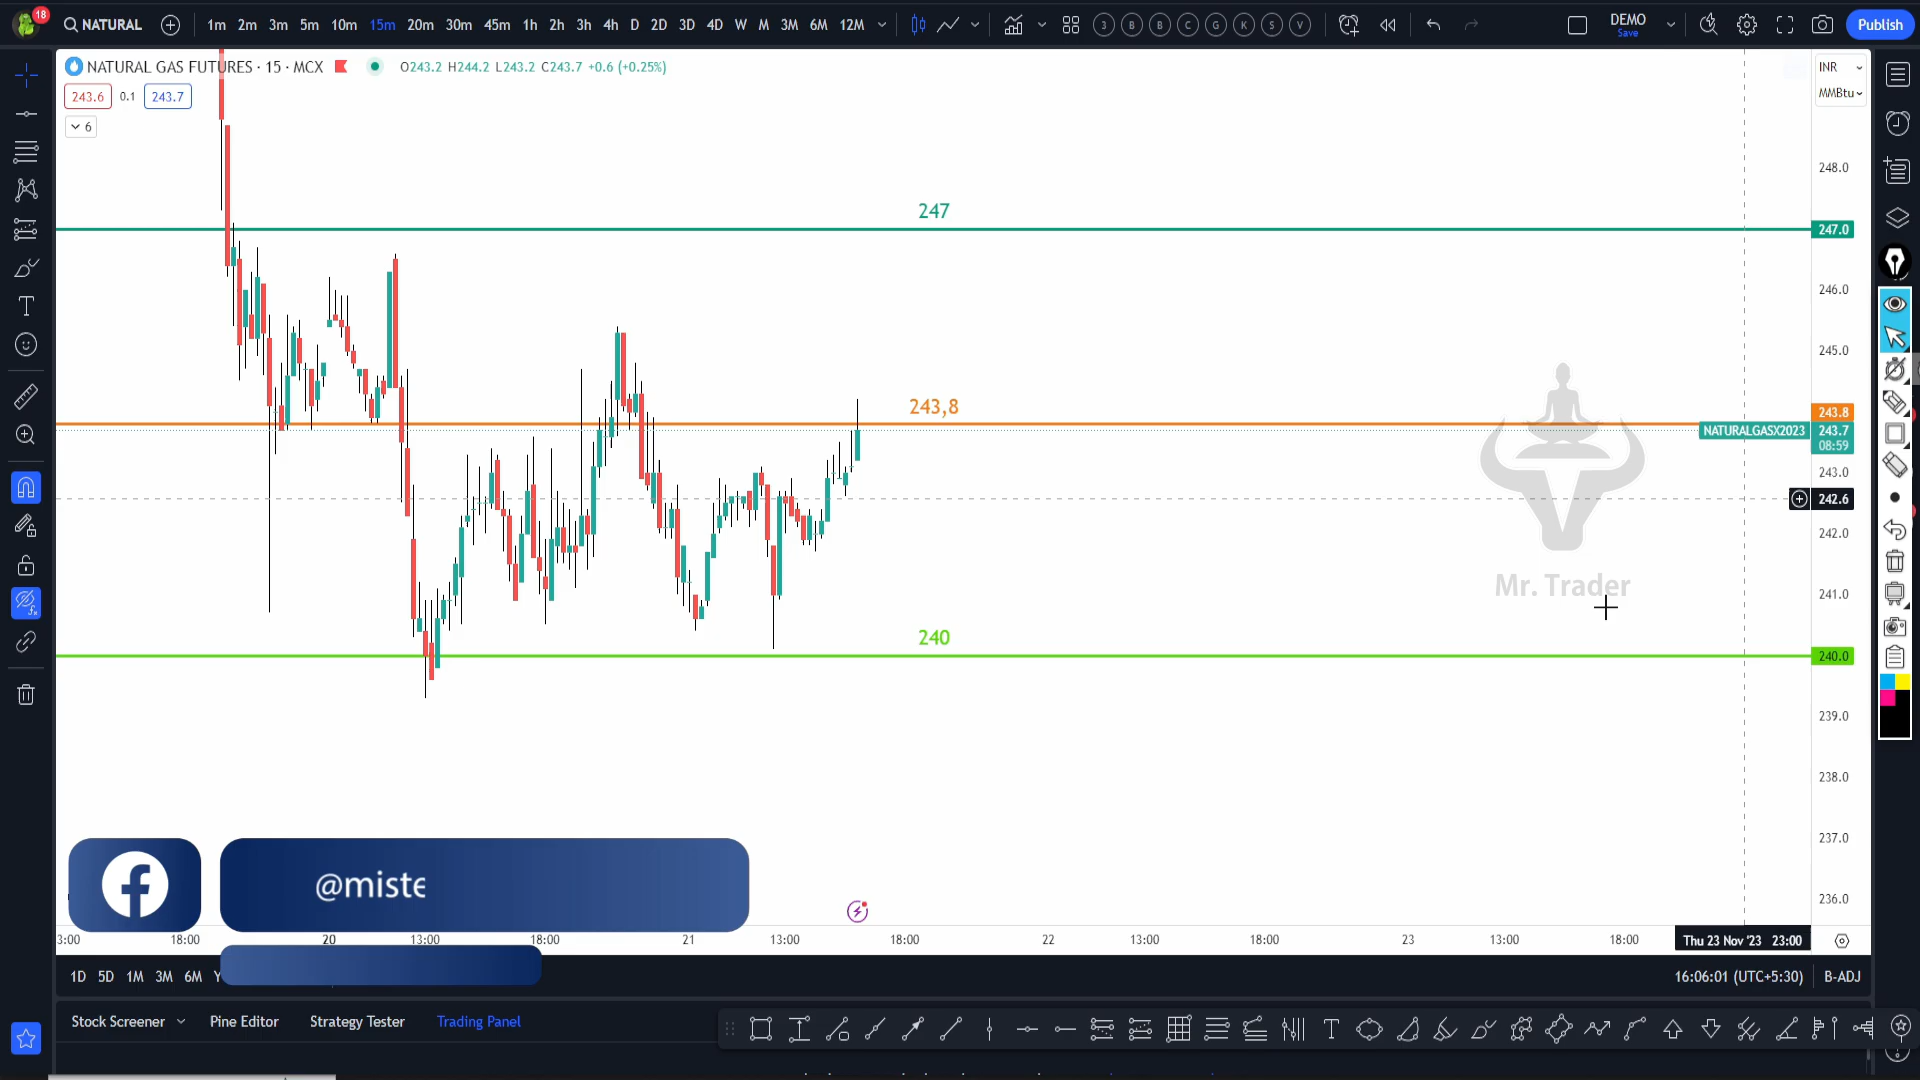 18
NATURAL
1m 2m 3m 5m 10m 15m 20m 30m 45m 1h 2h 3h 4h D 2D 3D 4D W M 3M 6M 12M
3 B B C G K S V
DEMO
Save
Publish
NATURAL GAS FUTURES · 15 · MCX
O243.2 H244.2 L243.2 C243.7 +0.6 (+0.25%)
INR
MMBtu
243.6 0.1 243.7
6
248.0
247
247.0
246.0
245.0
243,8
243.8
NATURALGASX2023 243.7
08:59
243.0
242.6
242.0
Mr. Trader
241.0
240
240.0
239.0
238.0
237.0
@miste
236.0
3:00 18:00 20 13:00 18:00 21 13:00 18:00 22 13:00 18:00 23 13:00 18:00 Thu 23 Nov '23 23:00
1D 5D 1M 3M 6M Y
16:06:01 (UTC+5:30) B-ADJ
Stock Screener Pine Editor Strategy Tester Trading Panel